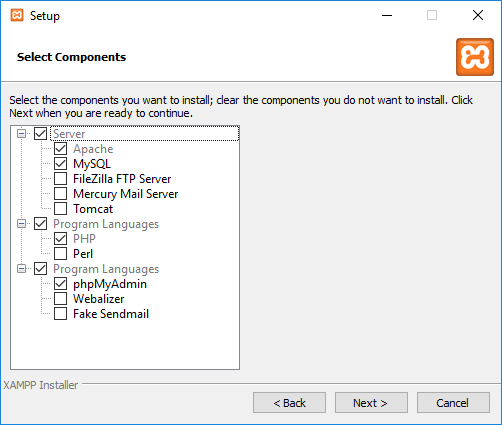 Setup
Select Components
Select the components you want to install; clear the components you do not want to install. Click
Next when you are ready to continue.
Server
Apache
MySQL
FileZilla FTP Server
Mercury Mail Server
Tomcat
Program Languages
PHP
Perl
Program Languages
phpMyAdmin
Webalizer
Fake Sendmail
XAMPP Installer
< Back
Next >
Cancel